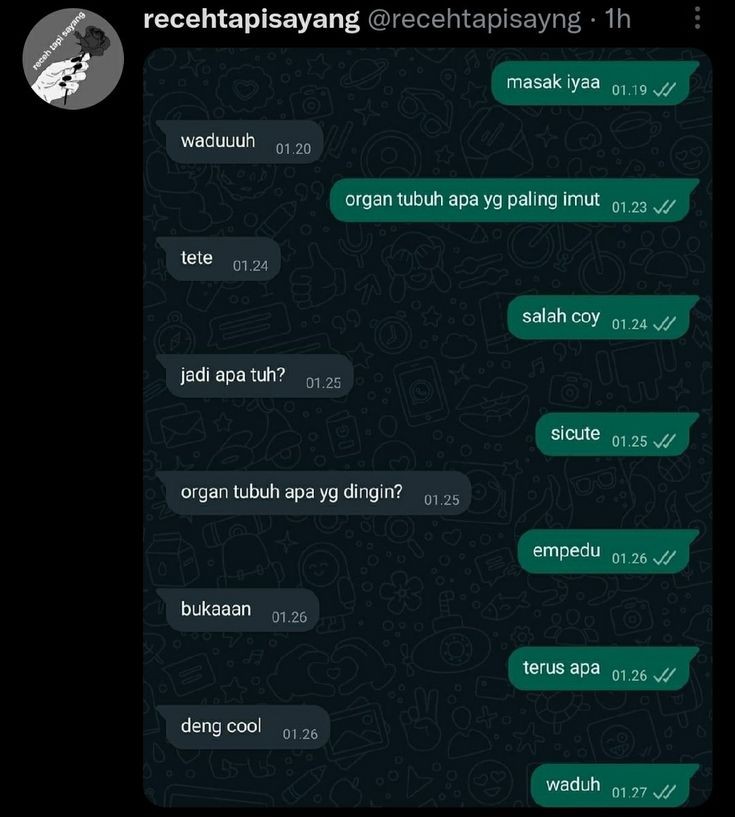 recehtapisayang @recehtapisayng · 1h
receh tapi sayang
masak iyaa 01.19
waduuuh 01.20
organ tubuh apa yg paling imut 01.23
tete 01.24
salah coy 01.24
jadi apa tuh? 01.25
sicute 01.25
organ tubuh apa yg dingin? 01.25
empedu 01.26
bukaaan 01.26
terus apa 01.26
deng cool 01.26
waduh 01.27